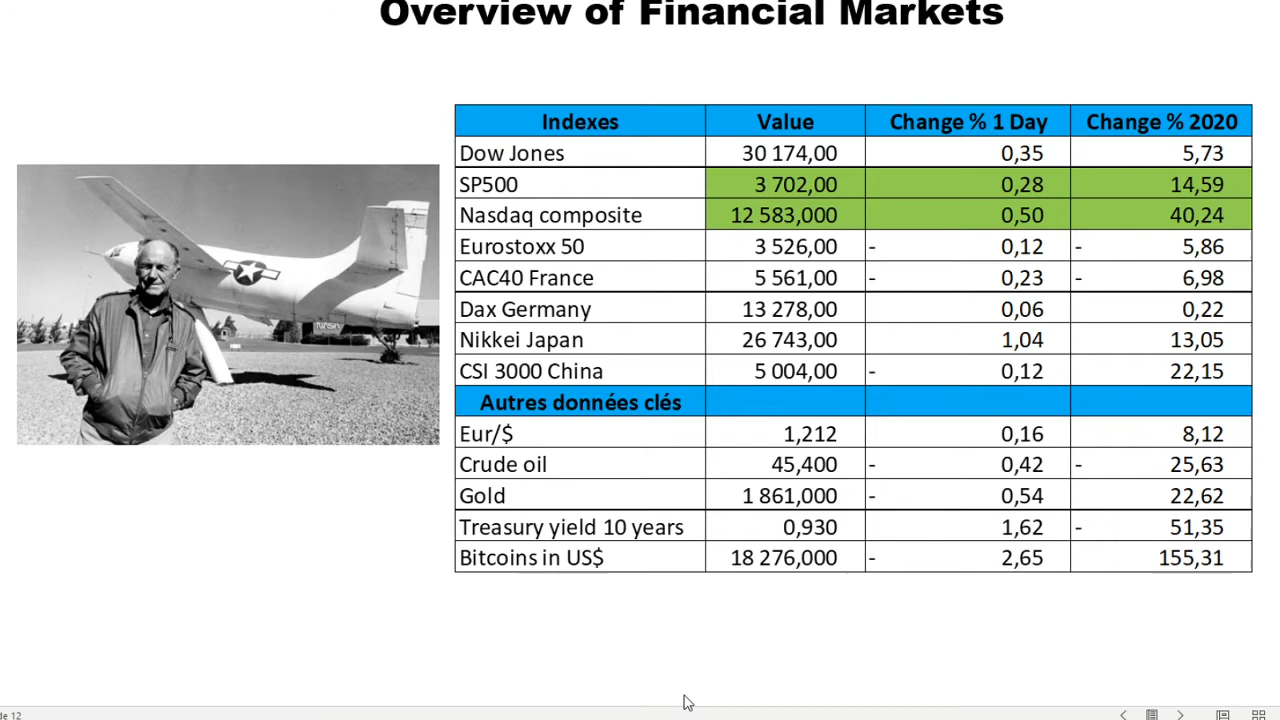 Overview of Financial Markets
Indexes Value Change % 1 Day Change % 2020
Dow Jones 30 174,00 0,35 5,73
SP500 3 702,00 0,28 14,59
Nasdaq composite 12 583,000 0,50 40,24
Eurostoxx 50 3 526,00 - 0,12 - 5,86
CAC40 France 5 561,00 - 0,23 - 6,98
Dax Germany 13 278,00 0,06 0,22
Nikkei Japan 26 743,00 1,04 13,05
CSI 3000 China 5 004,00 - 0,12 22,15
Autres données clés
Eur/$ 1,212 0,16 8,12
Crude oil 45,400 - 0,42 - 25,63
Gold 1 861,000 - 0,54 22,62
Treasury yield 10 years 0,930 1,62 - 51,35
Bitcoins in US$ 18 276,000 - 2,65 155,31
NASA
de 12